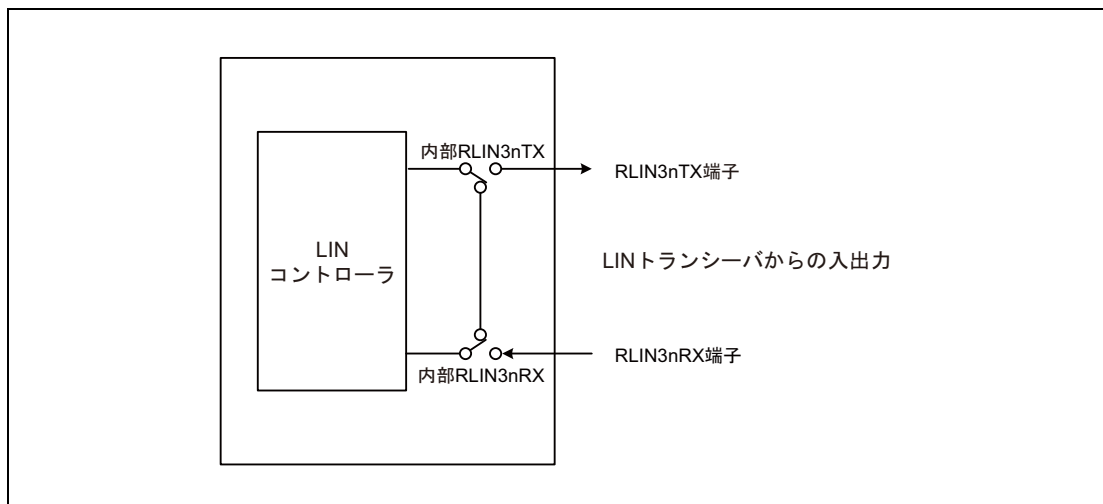 内部RLIN3nTX
RLIN3nTX端子
LIN
コントローラ
LINトランシーバからの入出力
RLIN3nRX端子
内部RLIN3nRX